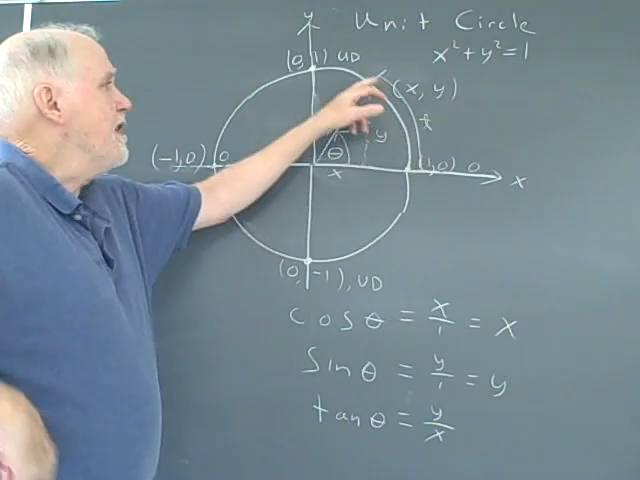 y Unit Circle
x² + y² = 1
(0, 1) UD
(x, y)
t
y
(−1, 0) 0
θ
1, 0) 0
x
x
(0, −1), UD
cos θ = x/1 = x
sin θ = y/1 = y
tan θ = y/x